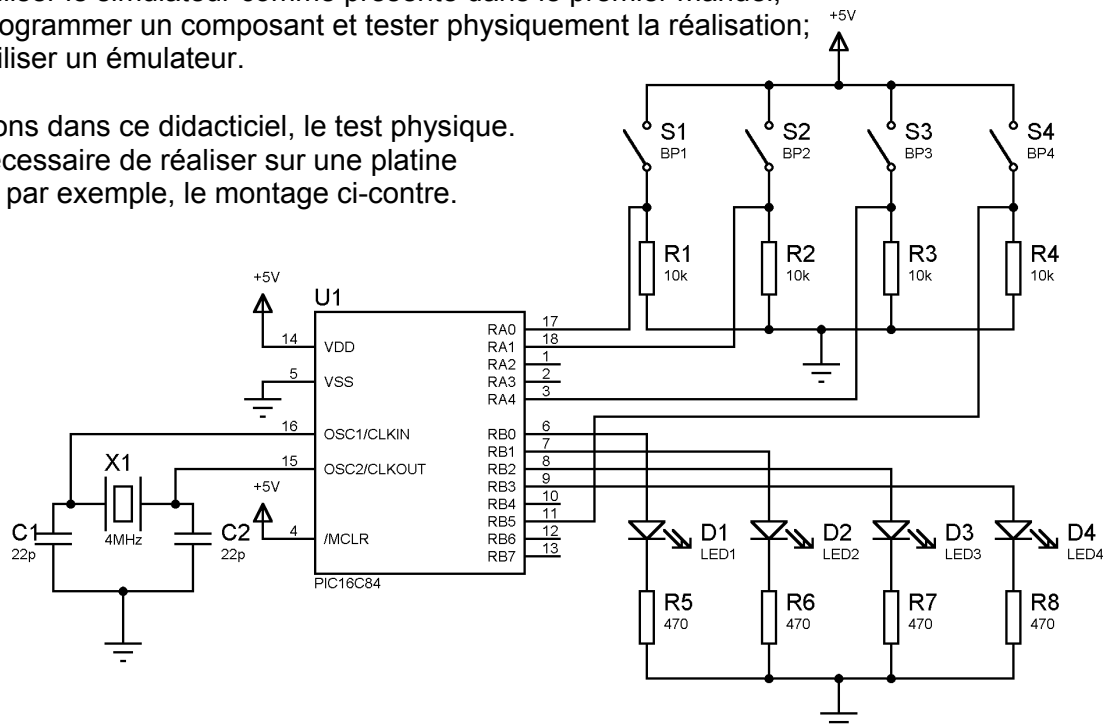 iliser le simulateur comme présenté dans le premier manuel,
rogrammer un composant et tester physiquement la réalisation;
iliser un émulateur.
ons dans ce didacticiel, le test physique.
cessaire de réaliser sur une platine
par exemple, le montage ci-contre.
+5V
S1
BP1
S2
BP2
S3
BP3
S4
BP4
R1
10k
R2
10k
R3
10k
R4
10k
+5V
U1
14 VDD
5 VSS
16 OSC1/CLKIN
15 OSC2/CLKOUT
+5V
4 /MCLR
PIC16C84
RA0 17
RA1 18
RA2 1
RA3 2
RA4 3
RB0 6
RB1 7
RB2 8
RB3 9
RB4 10
RB5 11
RB6 12
RB7 13
X1
4MHz
C1
22p
C2
22p
D1
LED1
D2
LED2
D3
LED3
D4
LED4
R5
470
R6
470
R7
470
R8
470